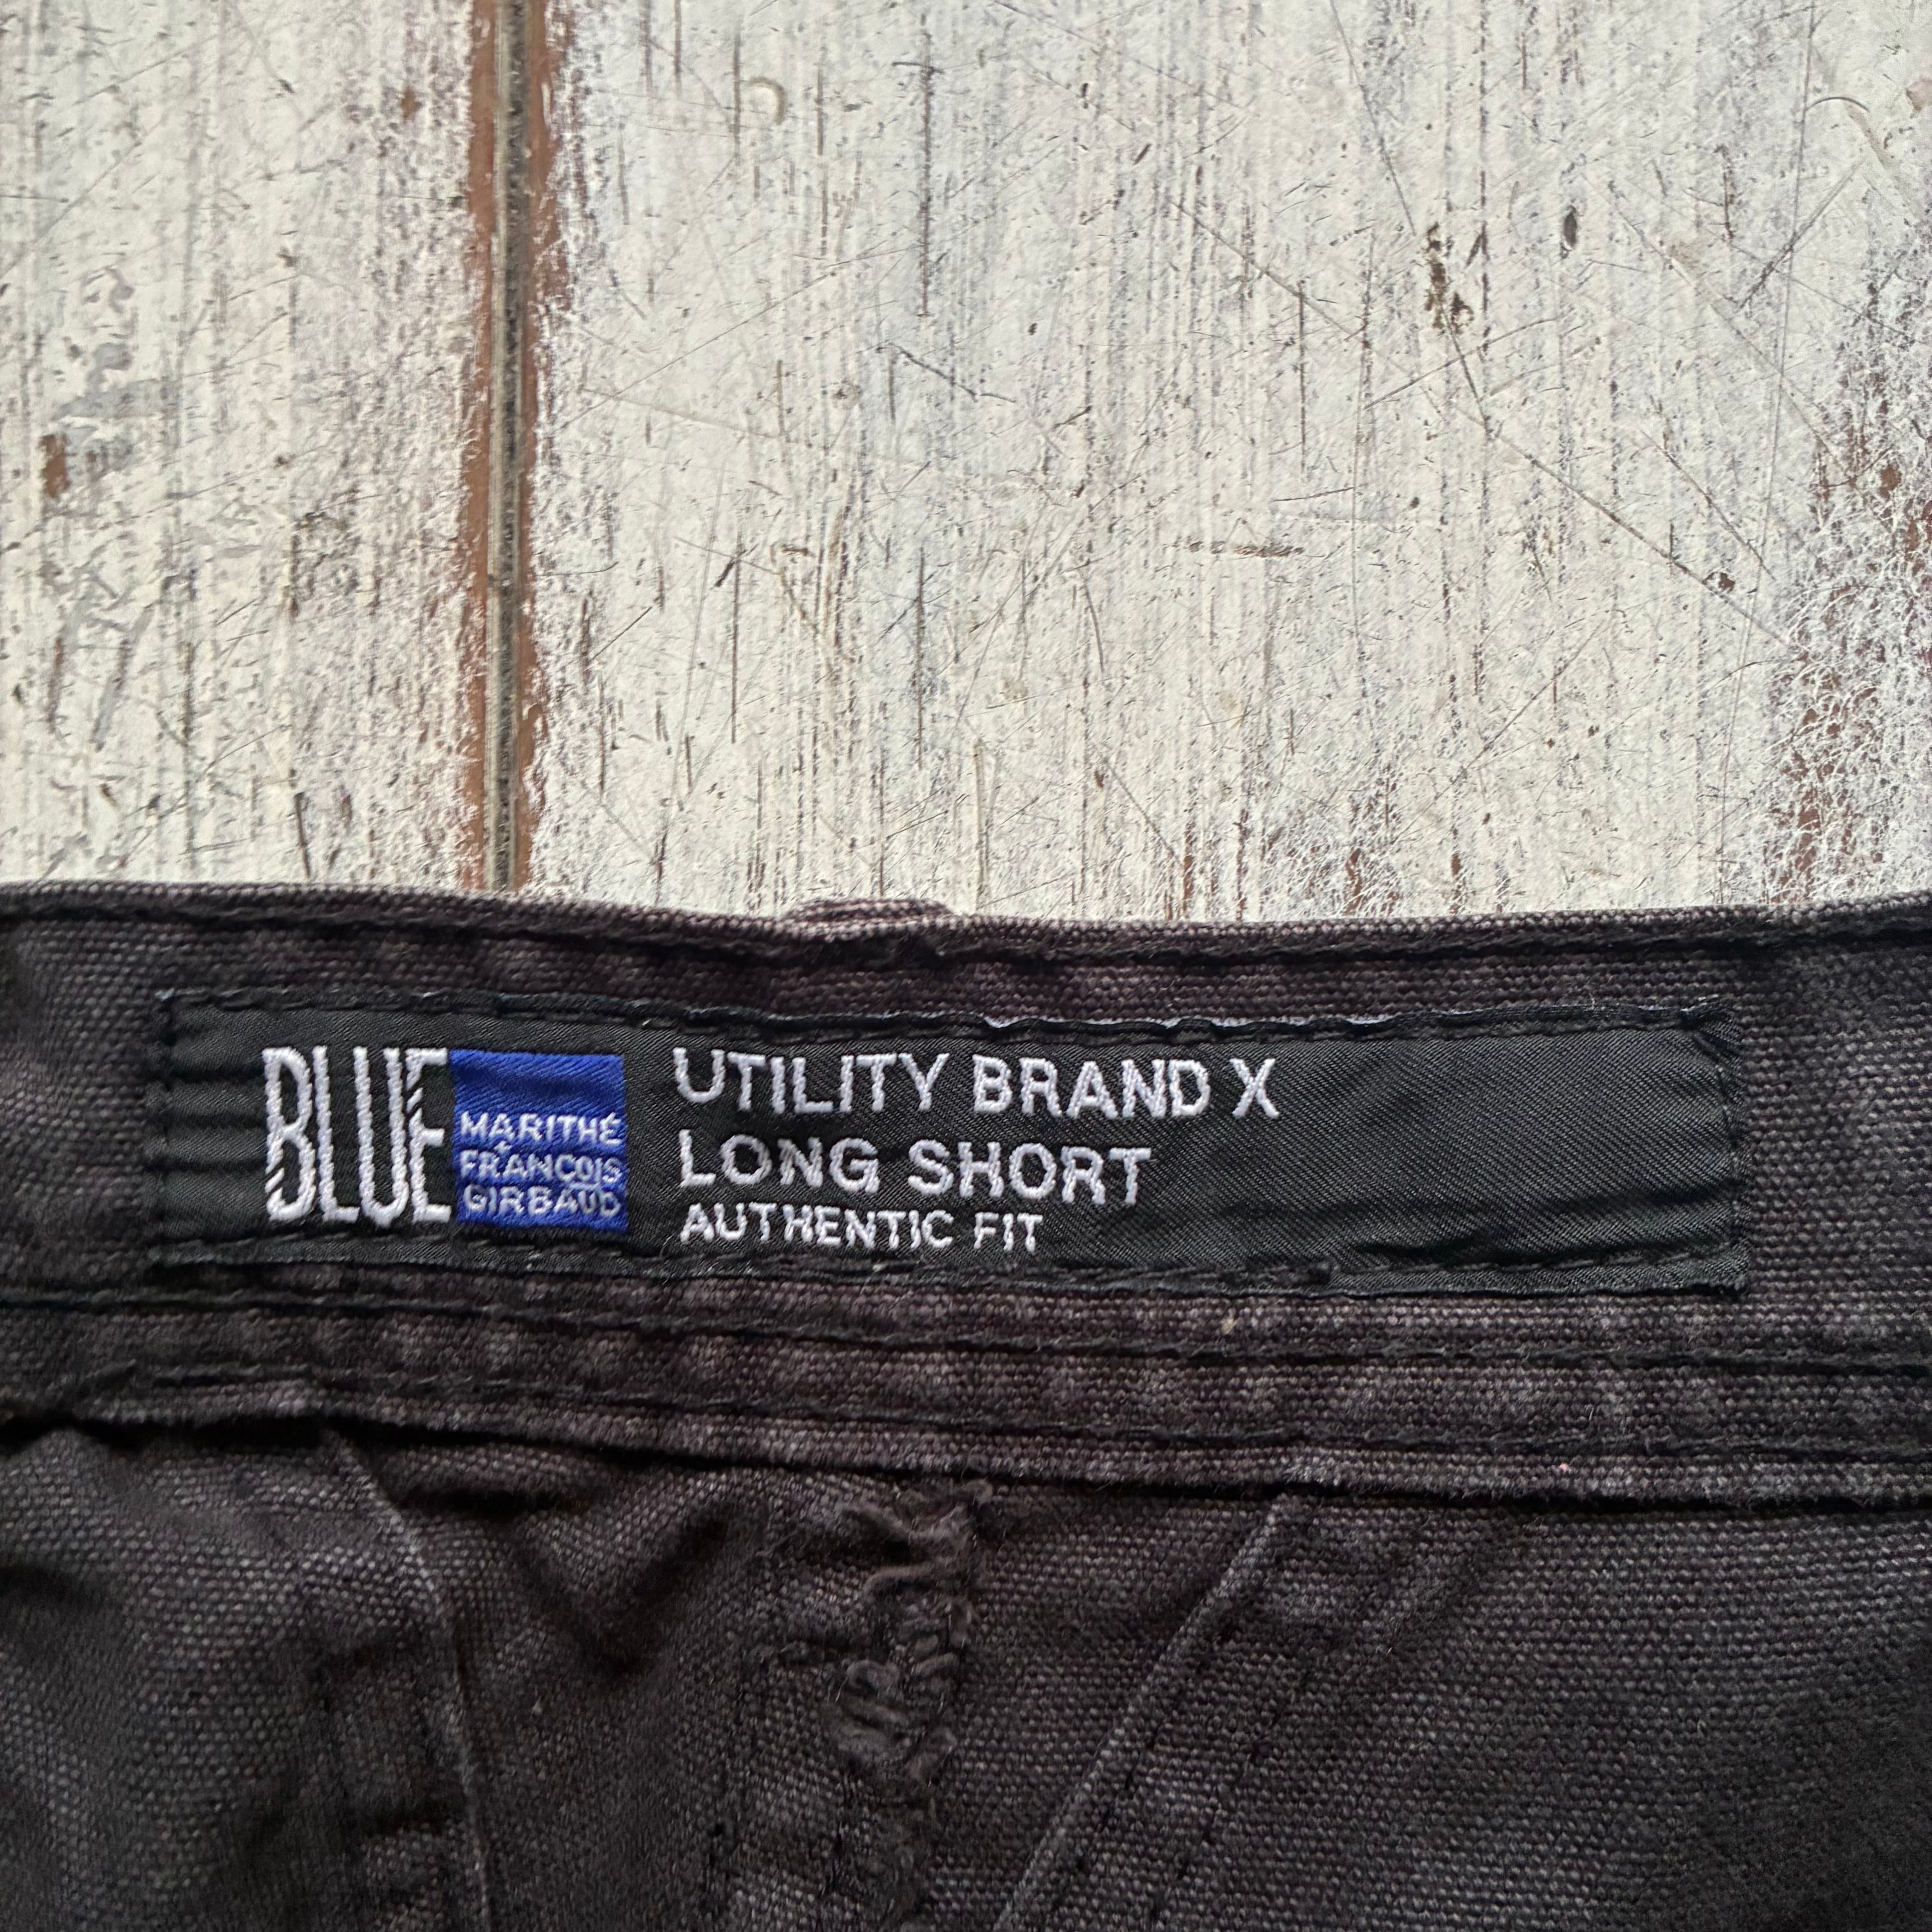 BLUE
MARITHÉ
+
FRANÇOIS
GIRBAUD
UTILITY BRAND X
LONG SHORT
AUTHENTIC FIT